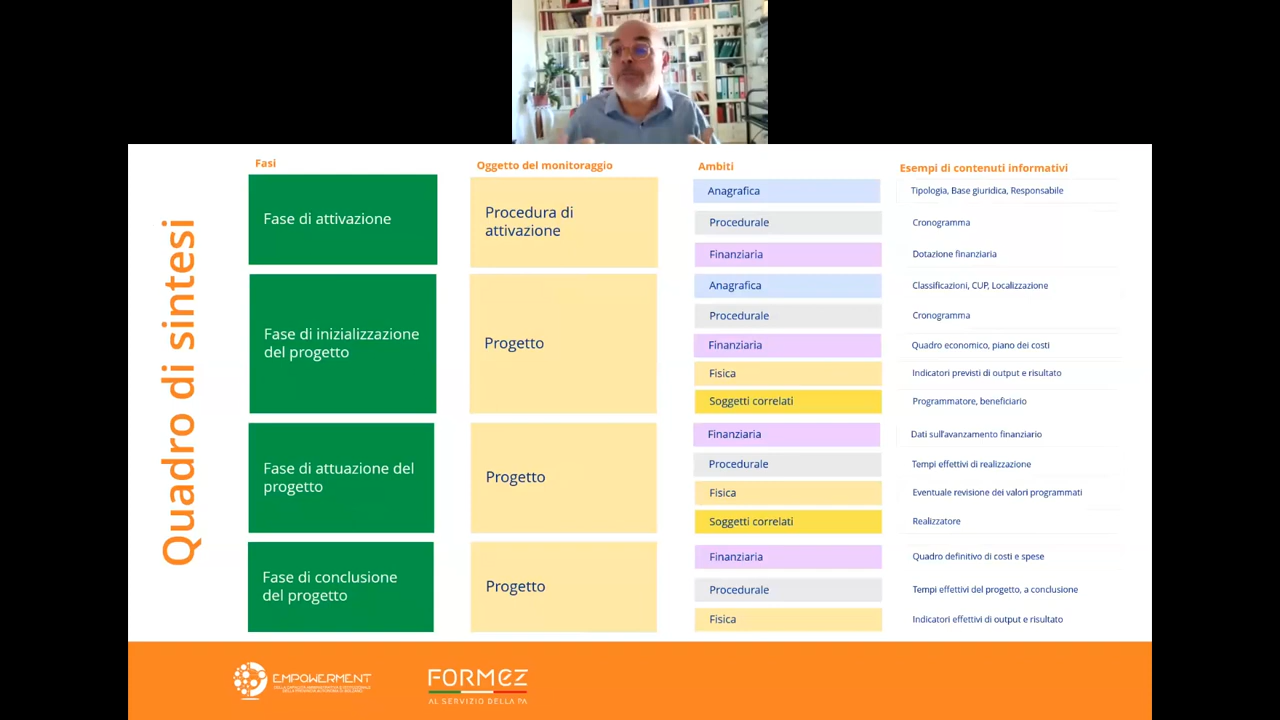 Quadro di sintesi
Fasi
Oggetto del monitoraggio
Ambiti
Esempi di contenuti informativi
Fase di attivazione
Procedura di
attivazione
Anagrafica
Tipologia, Base giuridica, Responsabile
Procedurale
Cronogramma
Finanziaria
Dotazione finanziaria
Fase di inizializzazione
del progetto
Progetto
Anagrafica
Classificazioni, CUP, Localizzazione
Procedurale
Cronogramma
Finanziaria
Quadro economico, piano dei costi
Fisica
Indicatori previsti di output e risultato
Soggetti correlati
Programmatore, beneficiario
Fase di attuazione del
progetto
Progetto
Finanziaria
Dati sull'avanzamento finanziario
Procedurale
Tempi effettivi di realizzazione
Fisica
Eventuale revisione dei valori programmati
Soggetti correlati
Realizzatore
Fase di conclusione
del progetto
Progetto
Finanziaria
Quadro definitivo di costi e spese
Procedurale
Tempi effettivi del progetto, a conclusione
Fisica
Indicatori effettivi di output e risultato
EMPOWERMENT
FORMEZ
AL SERVIZIO DELLA PA